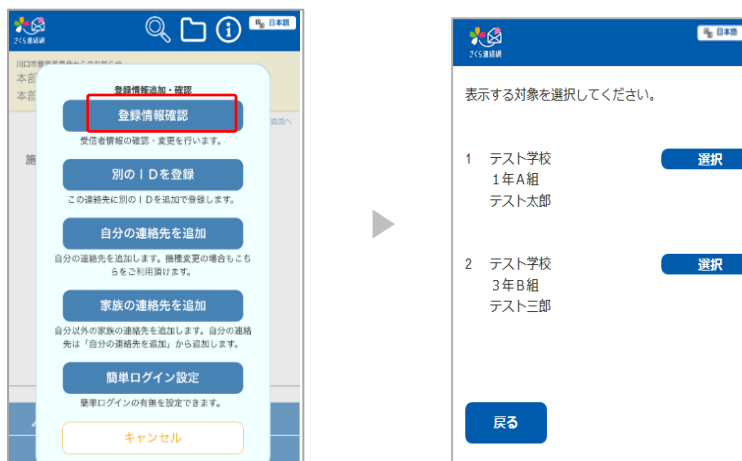 さくら連絡網
日本語
川口市
本部
本部
登録情報追加・確認
登録情報確認
受信者情報の確認・変更を行います。
施
別のIDを登録
この連絡先に別のIDを追加で登録します。
自分の連絡先を追加
自分の連絡先を追加します。機種変更の場合もこち
らをご利用頂けます。
家族の連絡先を追加
自分以外の家族の連絡先を追加します。自分の連絡
先は「自分の連絡先を追加」から追加します。
簡単ログイン設定
簡単ログインの有無を設定できます。
キャンセル
さくら連絡網
日本語
表示する対象を選択してください。
1 テスト学校 選択
1年A組
テスト太郎
2 テスト学校 選択
3年B組
テスト三郎
戻る